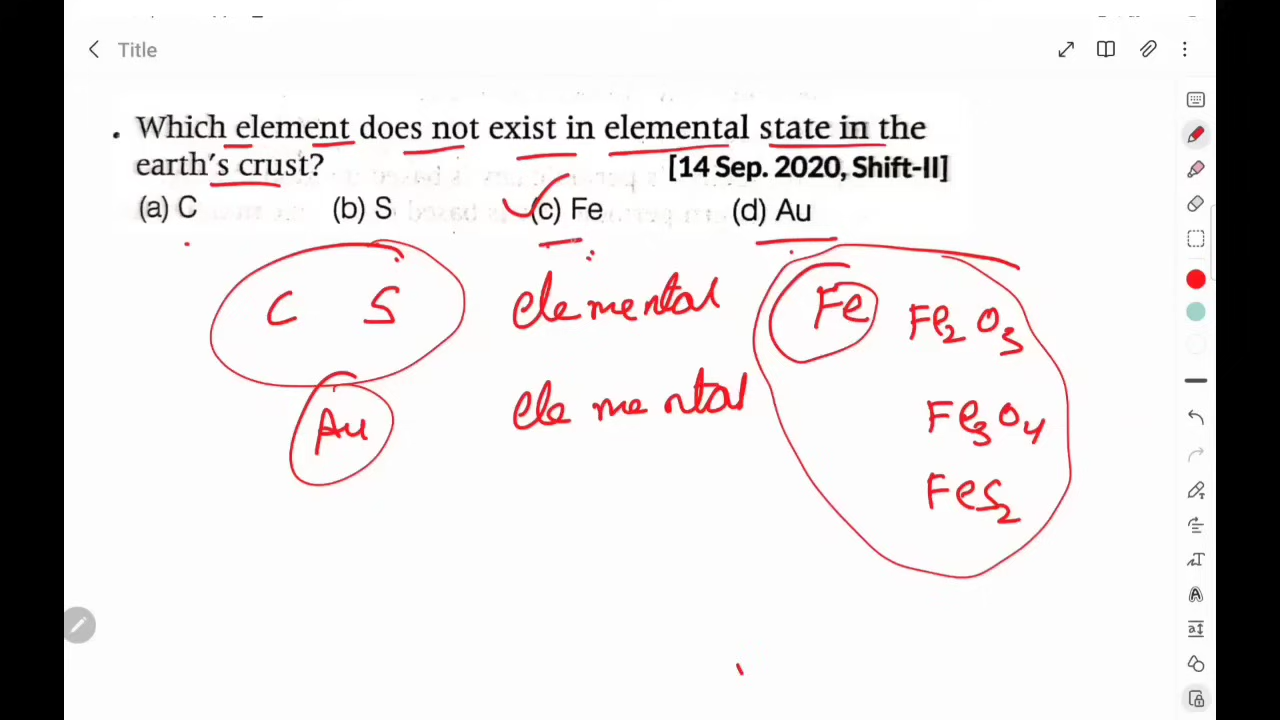 Title
. Which element does not exist in elemental state in the
earth's crust? [14 Sep. 2020, Shift-II]
(a) C (b) S (c) Fe (d) Au
C S elemental Fe Fe2O3
Au elemental Fe3O4
FeS2